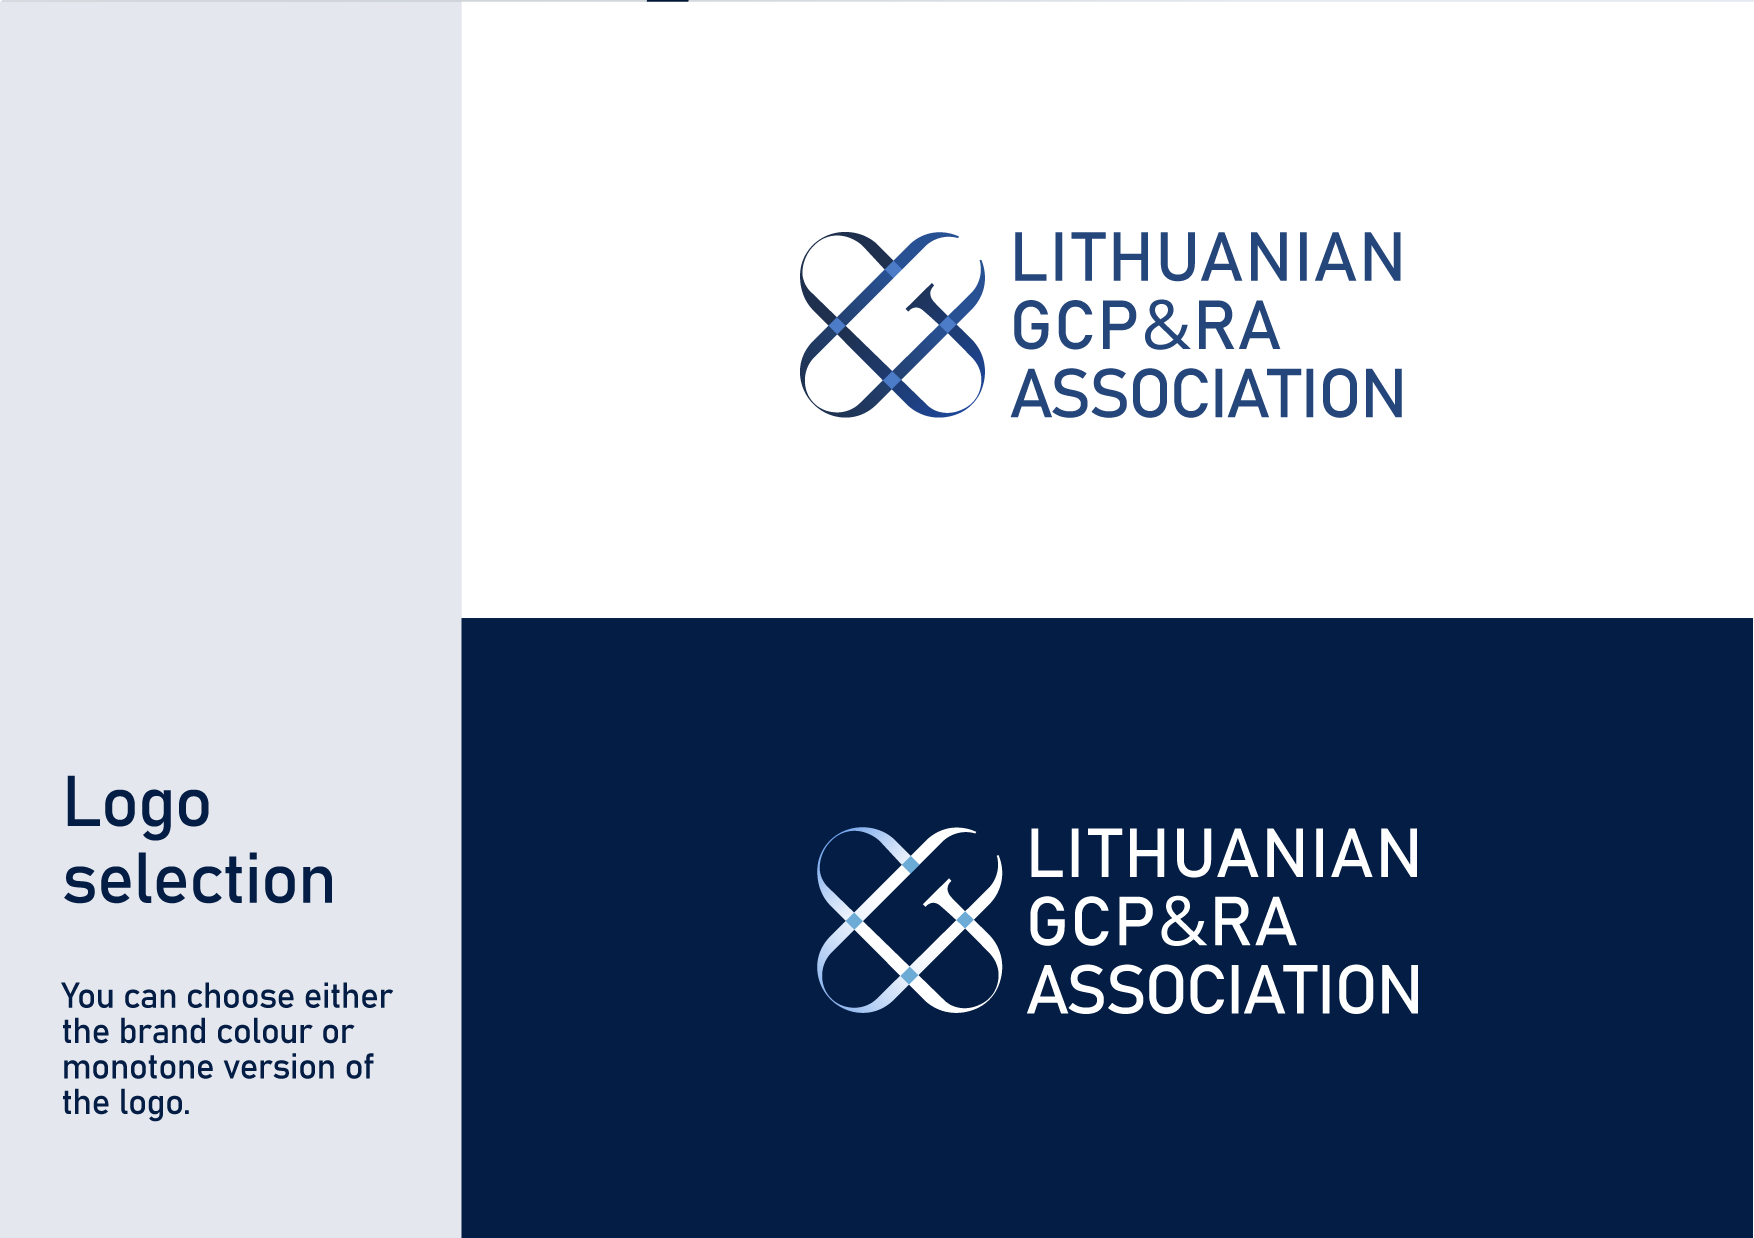 Logo
selection
You can choose either
the brand colour or
monotone version of
the logo.
LITHUANIAN
GCP&RA
ASSOCIATION
LITHUANIAN
GCP&RA
ASSOCIATION